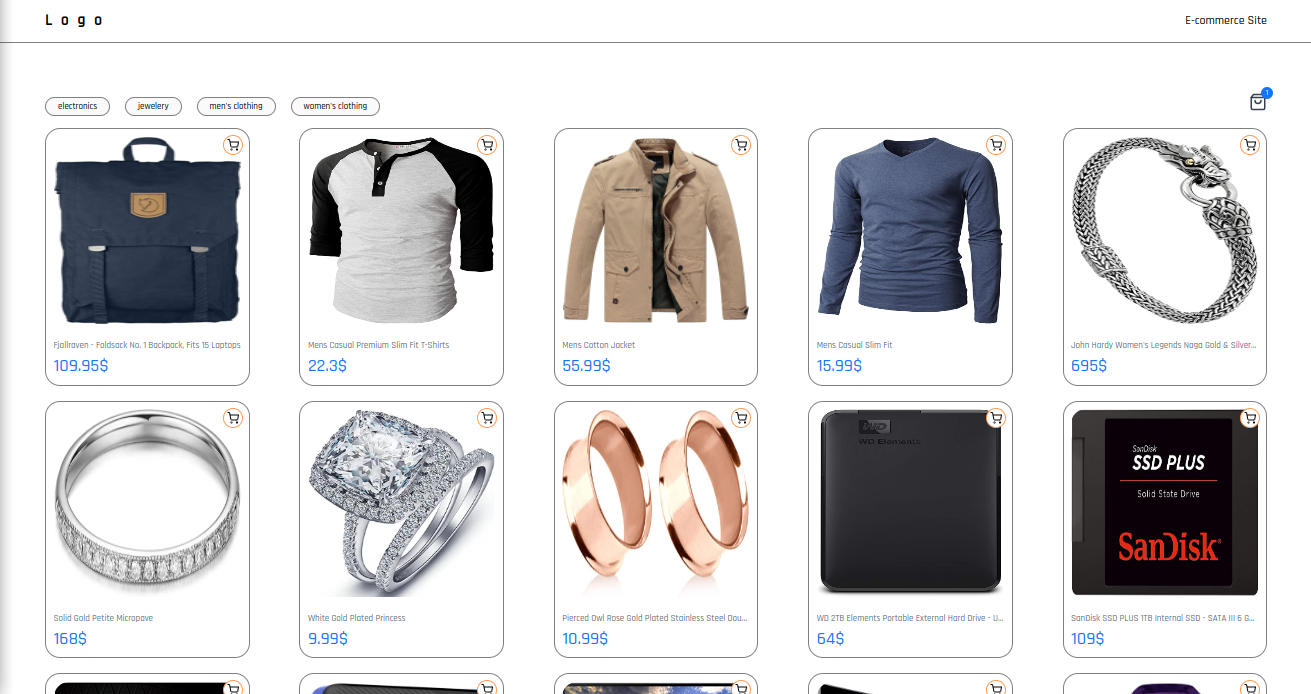 Logo
E-commerce Site
electronics
jewelery
men's clothing
women's clothing
1
Fjallraven - Foldsack No. 1 Backpack, Fits 15 Laptops
109.95$
Mens Casual Premium Slim Fit T-Shirts
22.3$
Mens Cotton Jacket
55.99$
Mens Casual Slim Fit
15.99$
John Hardy Women's Legends Naga Gold & Silver...
695$
WD
WD Elements
SanDisk
SSD PLUS
Solid State Drive
SanDisk
Solid Gold Petite Micropave
168$
White Gold Plated Princess
9.99$
Pierced Owl Rose Gold Plated Stainless Steel Dou...
10.99$
WD 2TB Elements Portable External Hard Drive - U...
64$
SanDisk SSD PLUS 1TB Internal SSD - SATA III 6 G...
109$